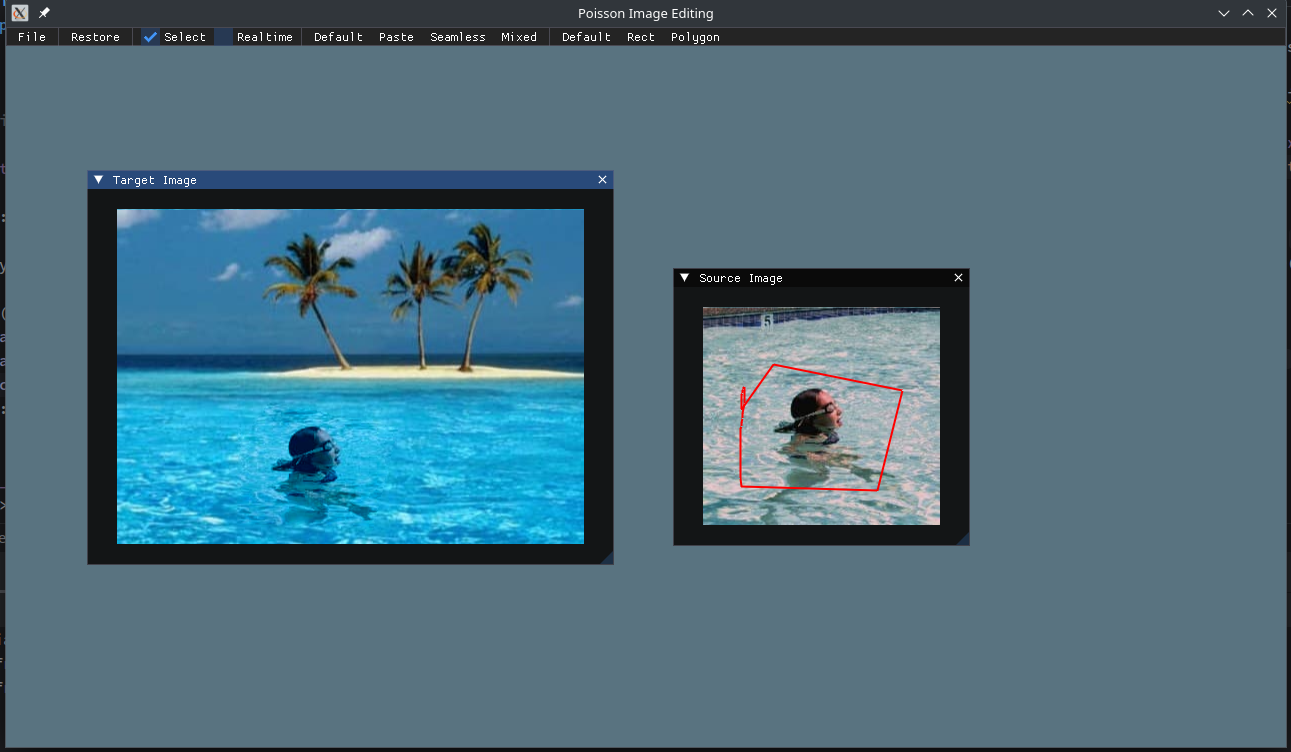 Poisson Image Editing
File Restore Select Realtime Default Paste Seamless Mixed Default Rect Polygon
Target Image
Source Image
5